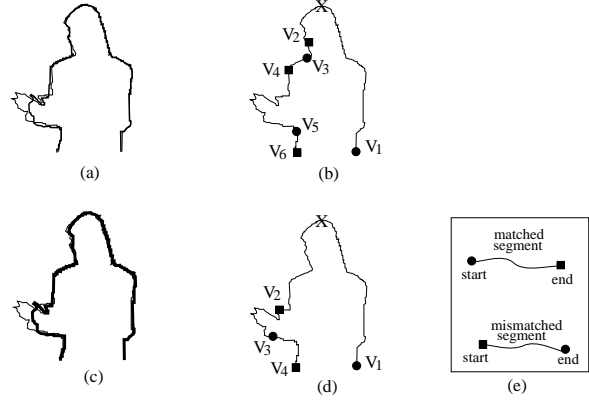 X
V2
V3
V4
V5
V6
V1
(a)
(b)
X
V2
V3
V4
V1
(c)
(d)
matched
segment
start
end
mismatched
segment
start
end
(e)